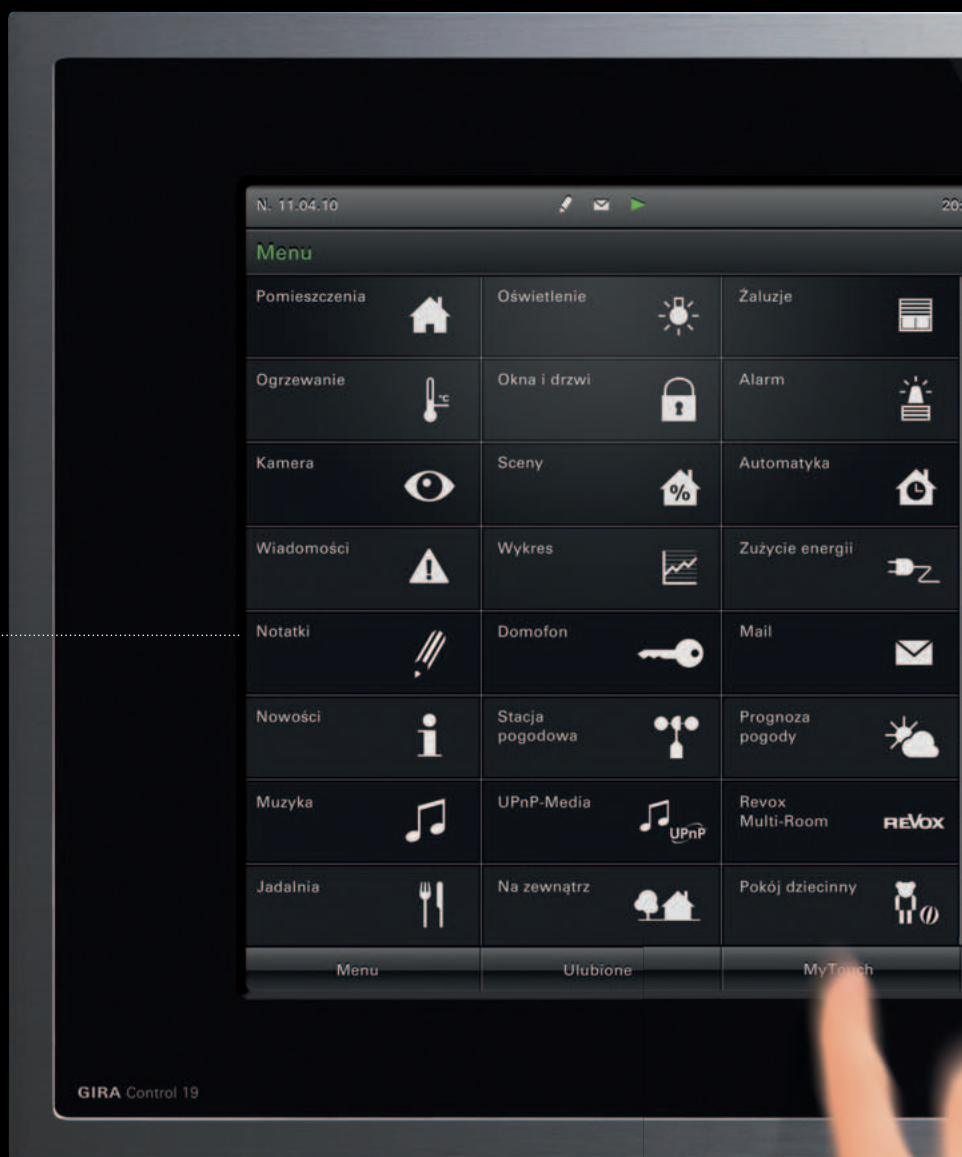 N. 11.04.10
20:
Menu
Pomieszczenia
Oświetlenie
Żaluzje
Ogrzewanie
°C
Okna i drzwi
Alarm
Kamera
Sceny
%
Automatyka
Wiadomości
Wykres
Zużycie energii
Notatki
Domofon
Mail
Nowości
Stacja
pogodowa
Prognoza
pogody
Muzyka
UPnP-Media
UPnP
Revox
Multi-Room
REVOX
Jadalnia
Na zewnątrz
Pokój dziecinny
Menu
Ulubione
MyTouch
GIRA Control 19